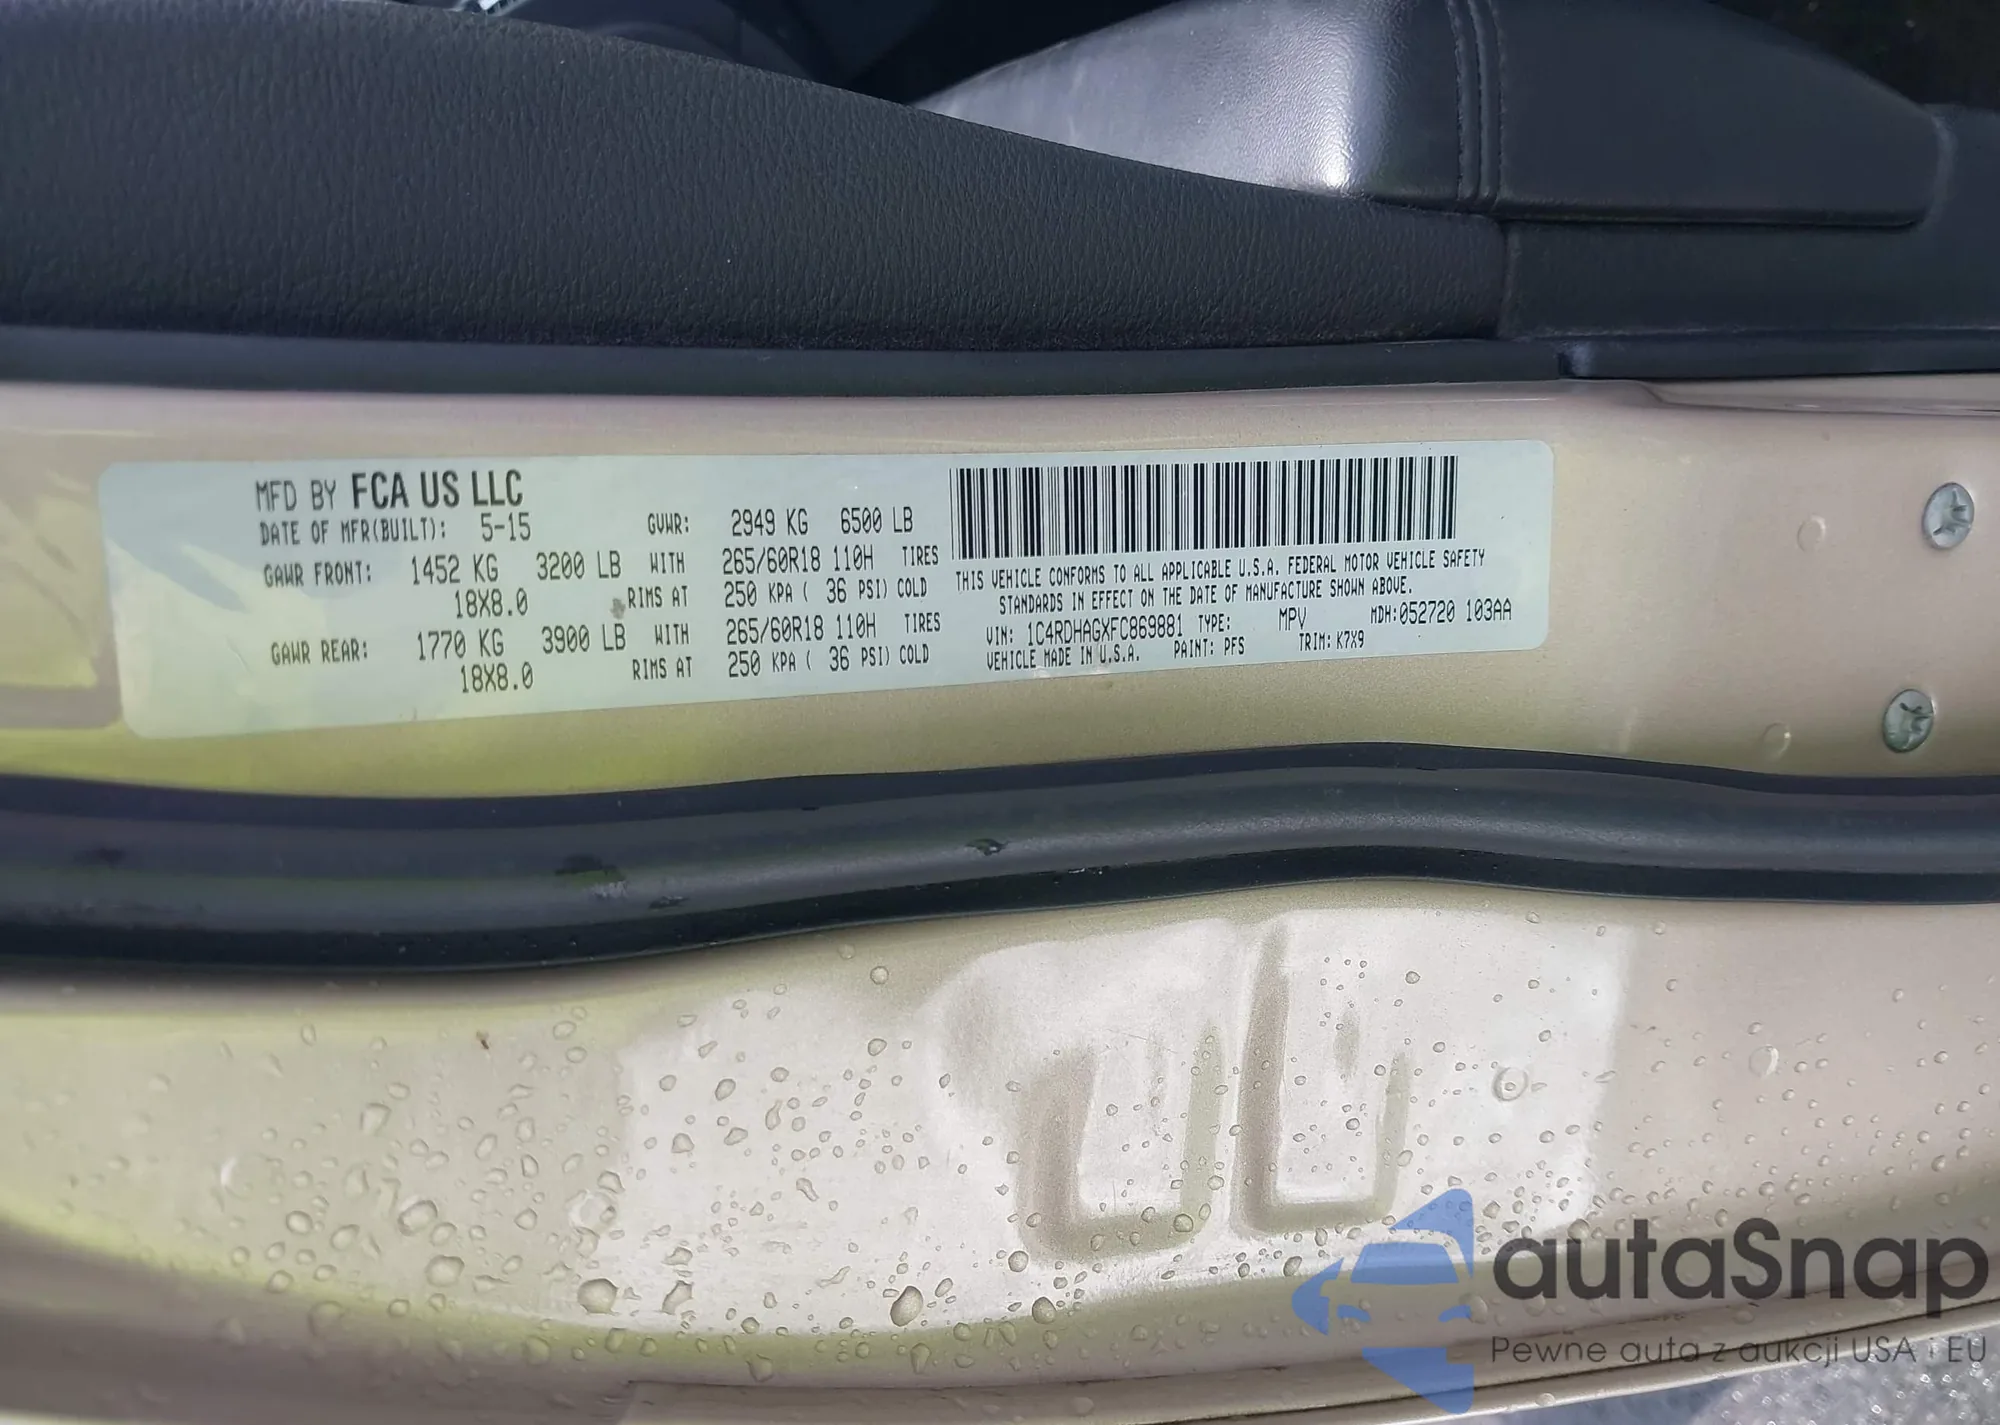 MFD BY FCA US LLC
DATE OF MFR(BUILT): 5-15 GVWR: 2949 KG 6500 LB
GAWR FRONT: 1452 KG 3200 LB WITH 265/60R18 110H TIRES
18X8.0 RIMS AT 250 KPA ( 36 PSI) COLD
GAWR REAR: 1770 KG 3900 LB WITH 265/60R18 110H TIRES
18X8.0 RIMS AT 250 KPA ( 36 PSI) COLD
THIS VEHICLE CONFORMS TO ALL APPLICABLE U.S.A. FEDERAL MOTOR VEHICLE SAFETY
STANDARDS IN EFFECT ON THE DATE OF MANUFACTURE SHOWN ABOVE.
VIN: 1C4RDHAGXFC869881 TYPE: MPV MDH:052720 103AA
VEHICLE MADE IN U.S.A. PAINT: PFS TRIM: K7X9
autaSnap
Pewne auta z aukcji USA i EU